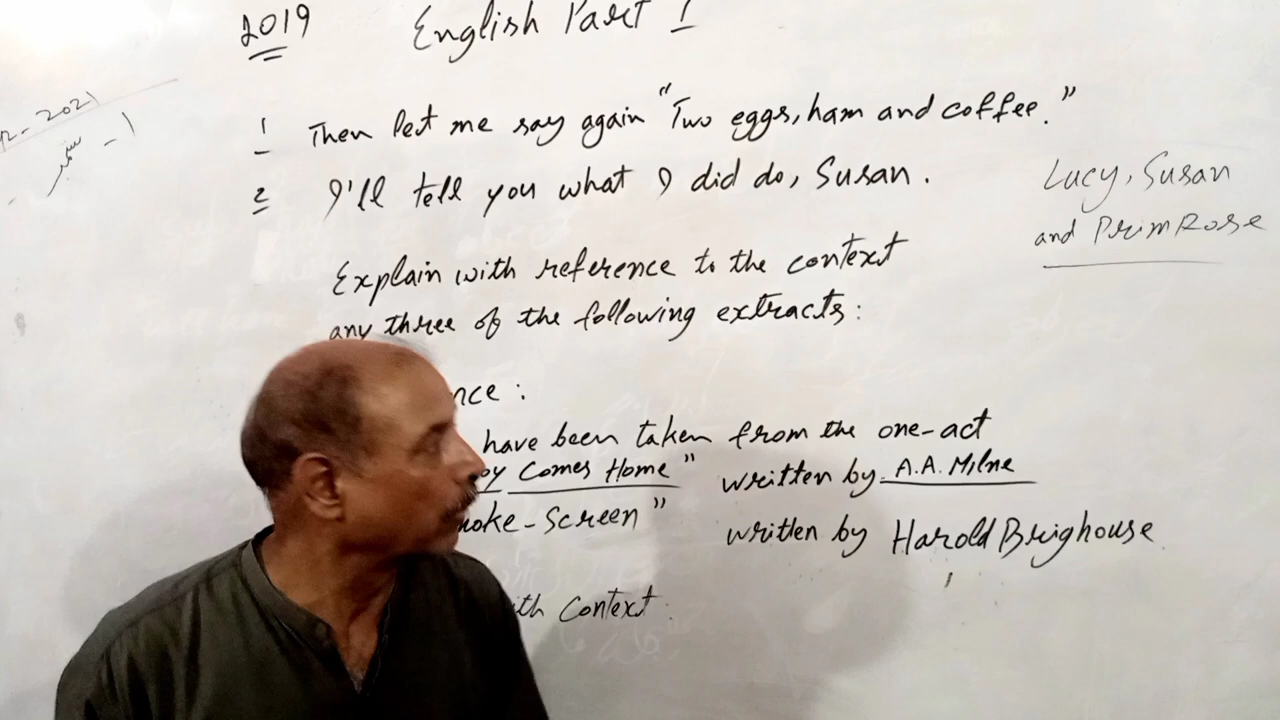 2019 English Part I
-2021
1 Then let me say again "Two eggs, ham and coffee."
2 I'll tell you what I did do, Susan.
Lucy, Susan
and PrimRose
Explain with reference to the context
any three of the following extracts:
nce :
have been taken from the one-act
oy Comes Home" written by A.A. Milne
moke-Screen" written by Harold Brighouse
ith Context